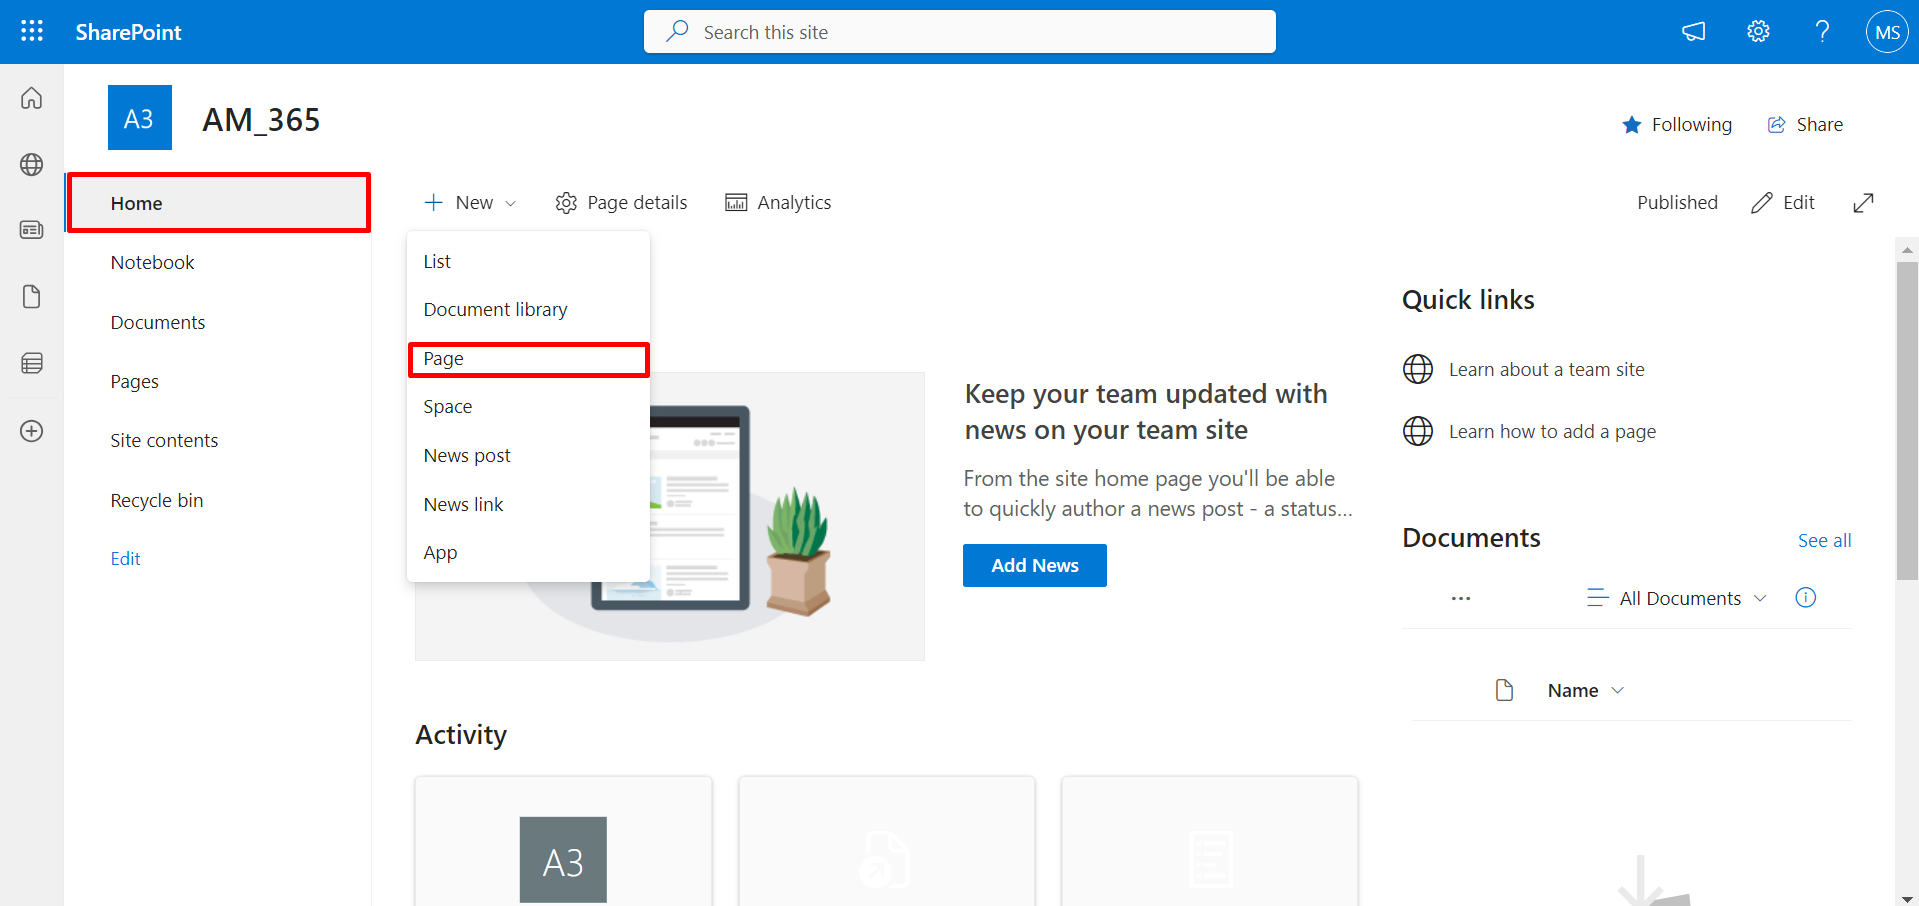 SharePoint
Search this site
MS
A3
AM_365
Following
Share
Home
Notebook
Documents
Pages
Site contents
Recycle bin
Edit
New
Page details
Analytics
Published
Edit
List
Document library
Page
Space
News post
News link
App
Keep your team updated with
news on your team site
From the site home page you'll be able
to quickly author a news post - a status...
Add News
Quick links
Learn about a team site
Learn how to add a page
Documents
See all
All Documents
Name
Activity
A3